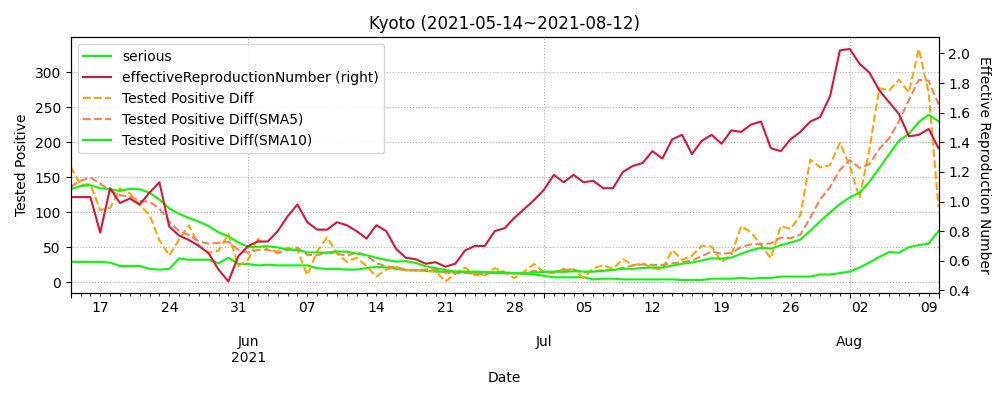 Kyoto (2021-05-14~2021-08-12)
serious
effectiveReproductionNumber (right)
Tested Positive Diff
Tested Positive Diff(SMA5)
Tested Positive Diff(SMA10)
Tested Positive
300
250
200
150
100
50
0
2.0
1.8
1.6
1.4
1.2
1.0
0.8
0.6
0.4
Effective Reproduction Number
17 24 31 07 14 21 28 05 12 19 26 02 09
Jun Jul Aug
2021
Date